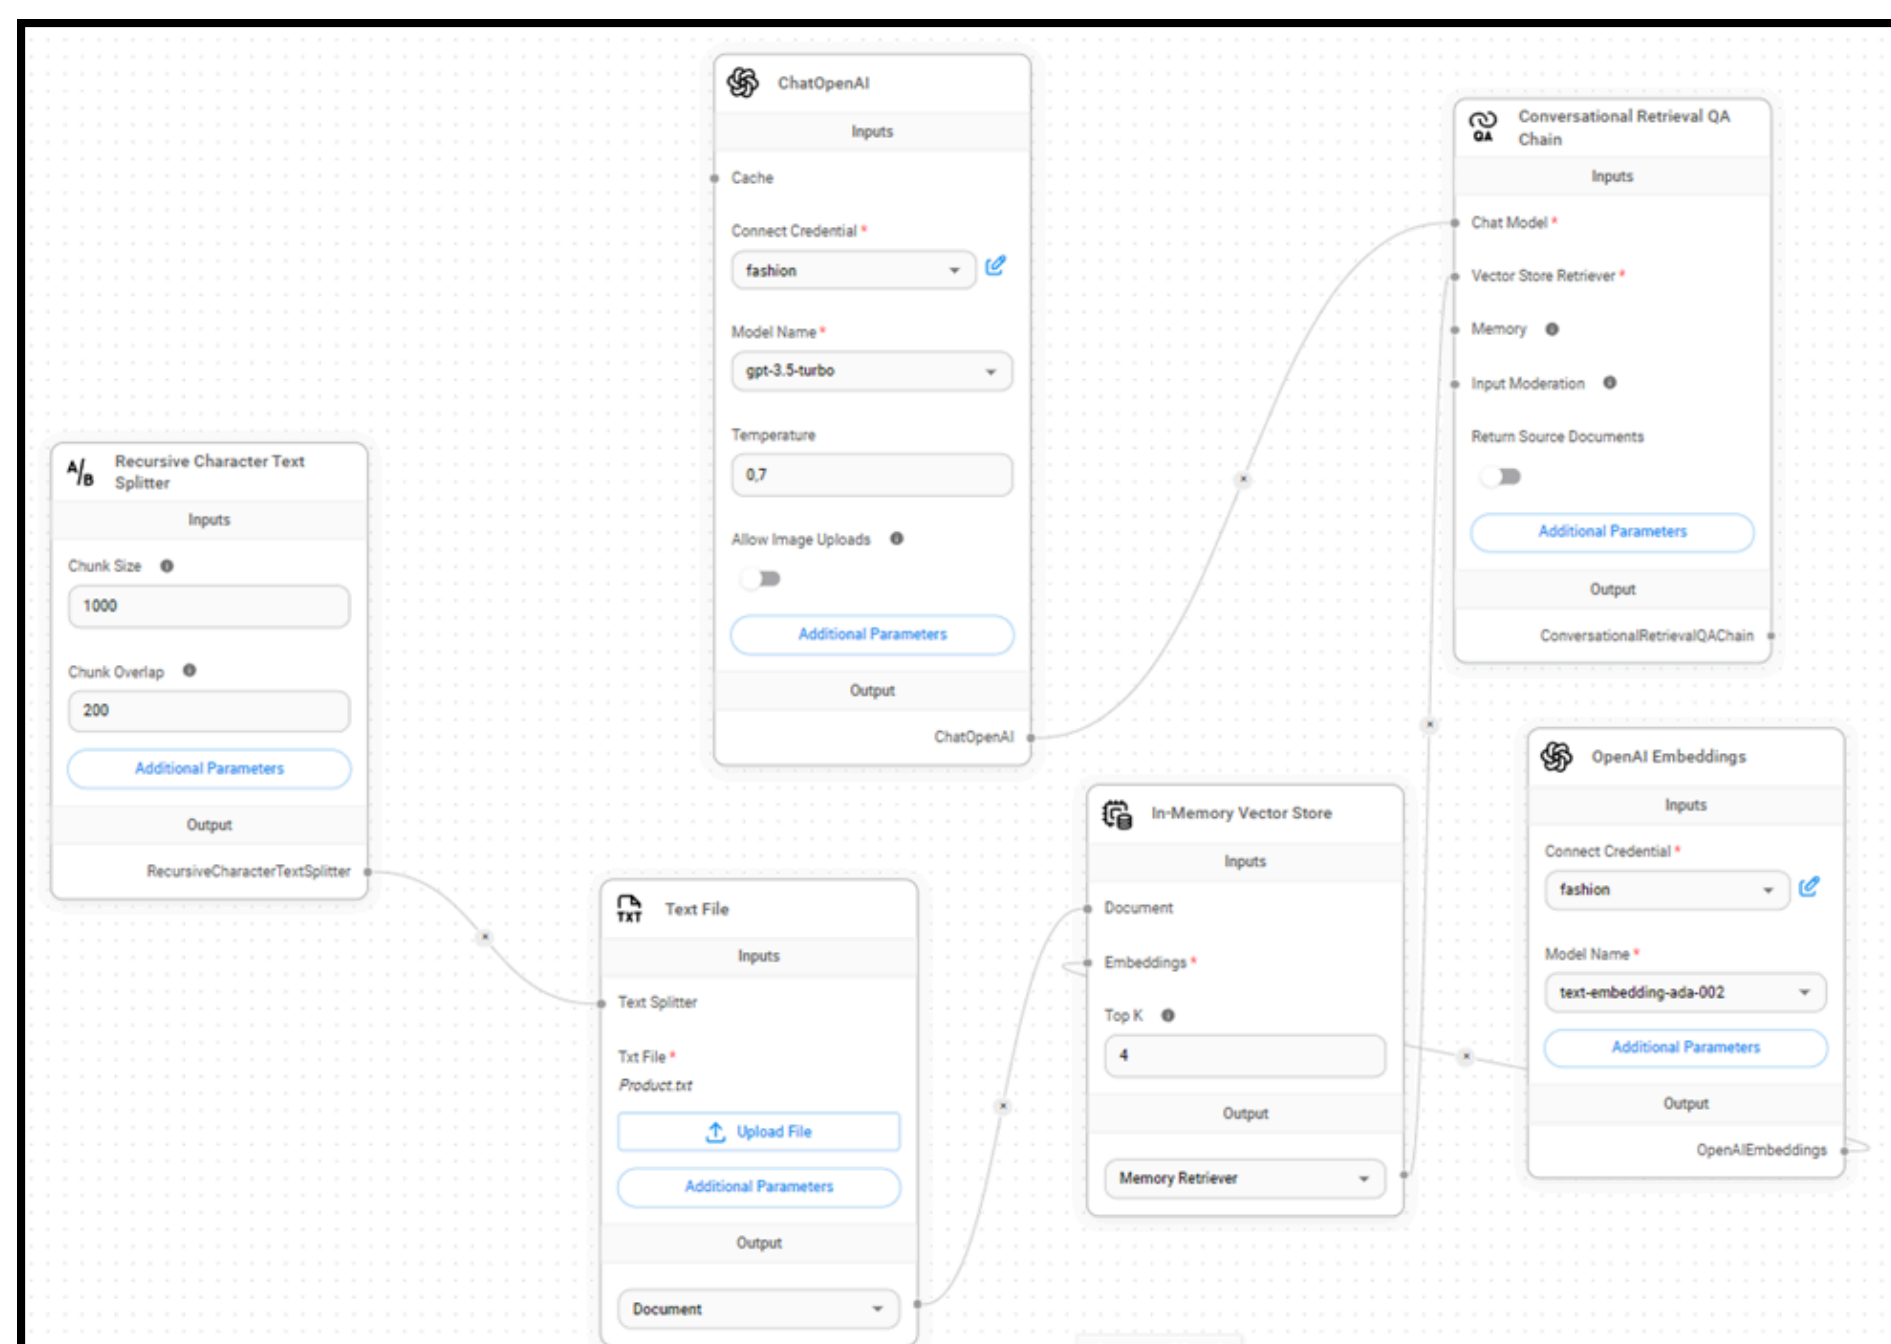 ChatOpenAI
Inputs
Cache
Connect Credential *
fashion
Model Name *
gpt-3.5-turbo
Temperature
0,7
Allow Image Uploads
Additional Parameters
Output
ChatOpenAI
QA
Conversational Retrieval QA
Chain
Inputs
Chat Model *
Vector Store Retriever *
Memory
Input Moderation
Return Source Documents
Additional Parameters
Output
ConversationalRetrievalQAChain
A/B
Recursive Character Text
Splitter
Inputs
Chunk Size
1000
Chunk Overlap
200
Additional Parameters
Output
RecursiveCharacterTextSplitter
TXT
Text File
Inputs
Text Splitter
Txt File *
Product.txt
Upload File
Additional Parameters
Output
Document
In-Memory Vector Store
Inputs
Document
Embeddings *
Top K
4
Output
Memory Retriever
OpenAI Embeddings
Inputs
Connect Credential *
fashion
Model Name *
text-embedding-ada-002
Additional Parameters
Output
OpenAIEmbeddings